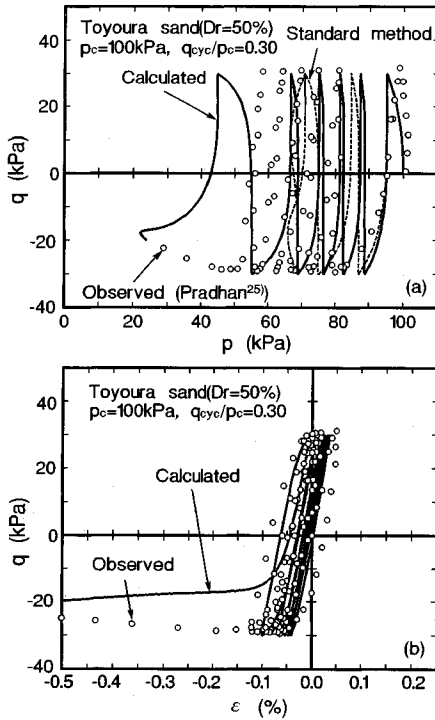 Toyoura sand(Dr=50%)
pc=100kPa, qcyc/pc=0.30
Standard method
Calculated
Observed (Pradhan25))
(a)
40
20
0
-20
-40
q (kPa)
0 20 40 60 80 100
p (kPa)
Toyoura sand(Dr=50%)
pc=100kPa, qcyc/pc=0.30
Calculated
Observed
(b)
40
20
0
-20
-40
q (kPa)
-0.5 -0.4 -0.3 -0.2 -0.1 0.0 0.1
ε (%)